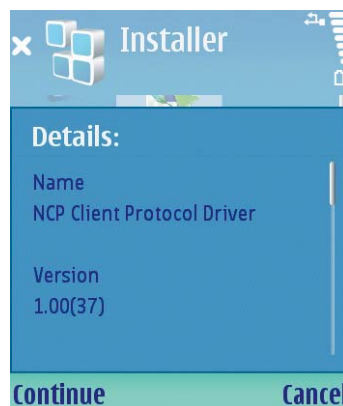 Installer
Details:
Name
NCP Client Protocol Driver
Version
1.00(37)
Continue
Cancel